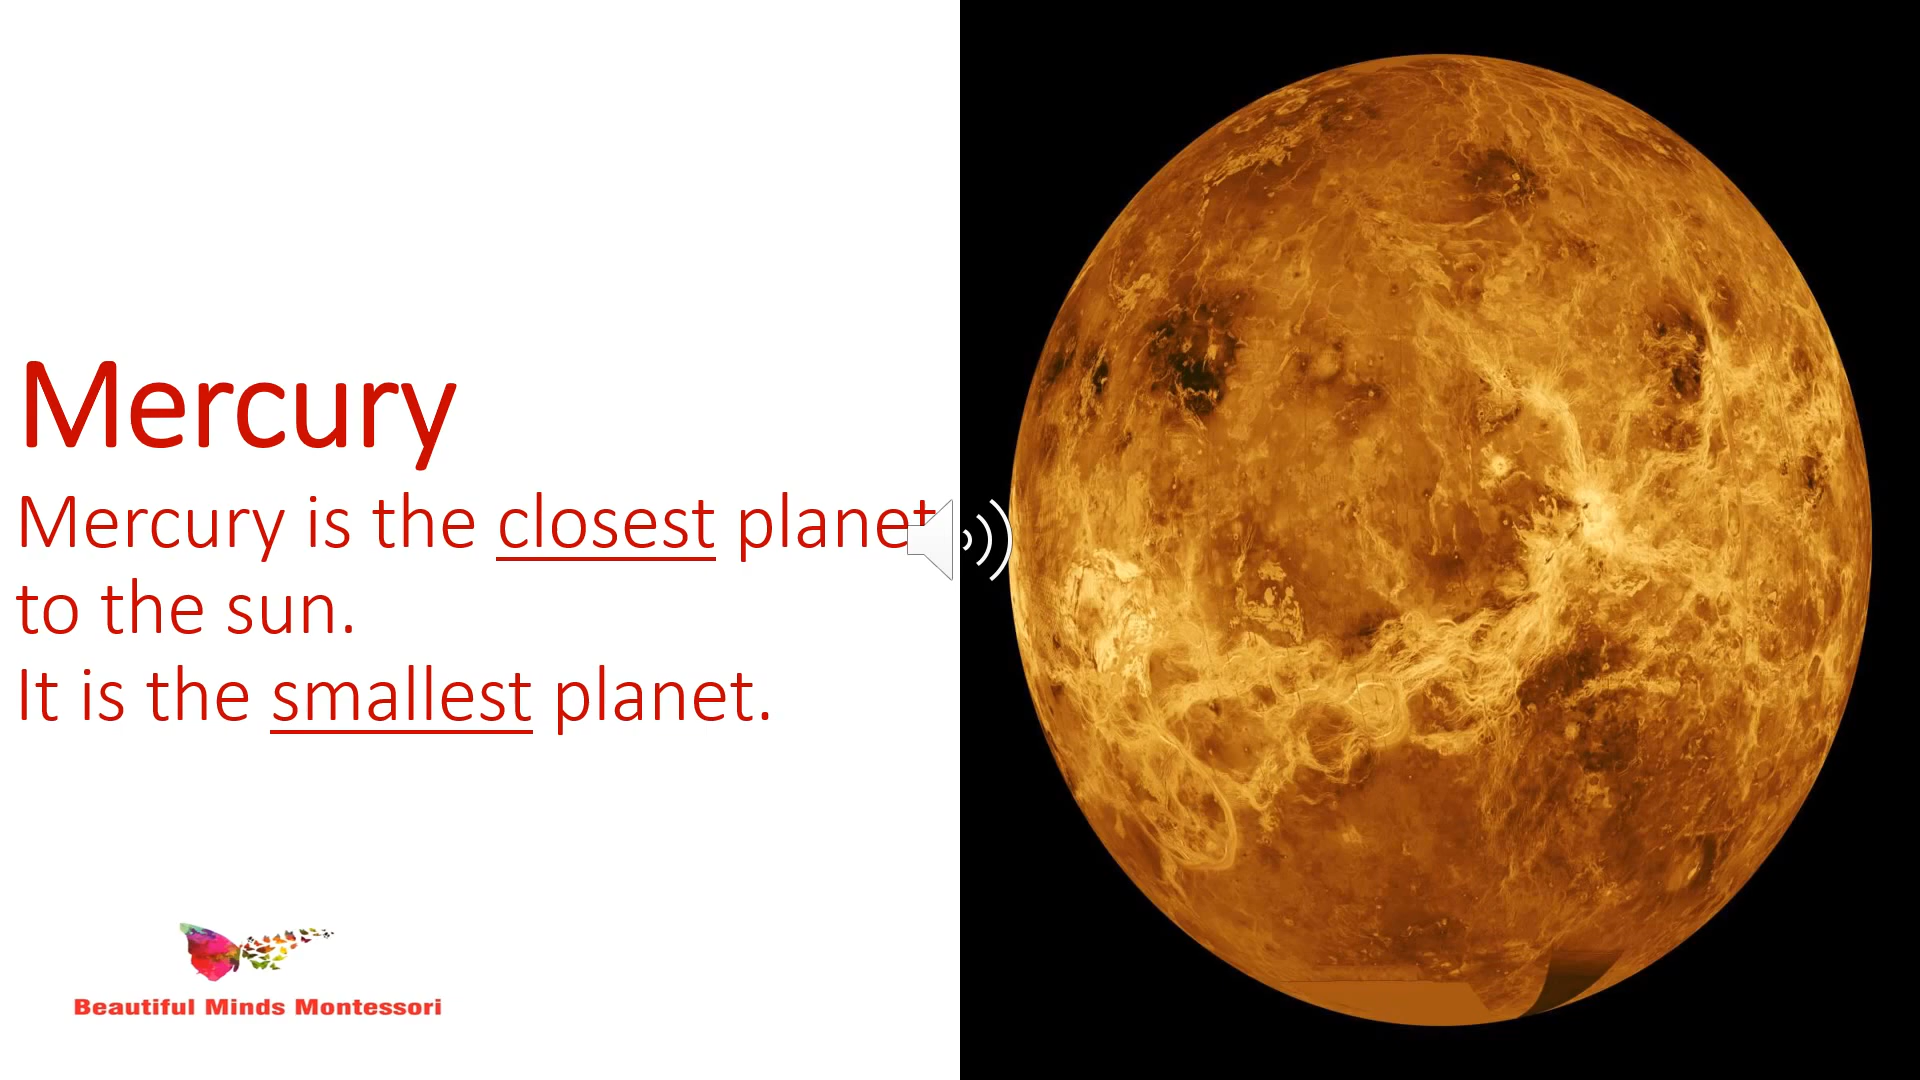 Mercury
Mercury is the closest planet
to the sun.
It is the smallest planet.
Beautiful Minds Montessori